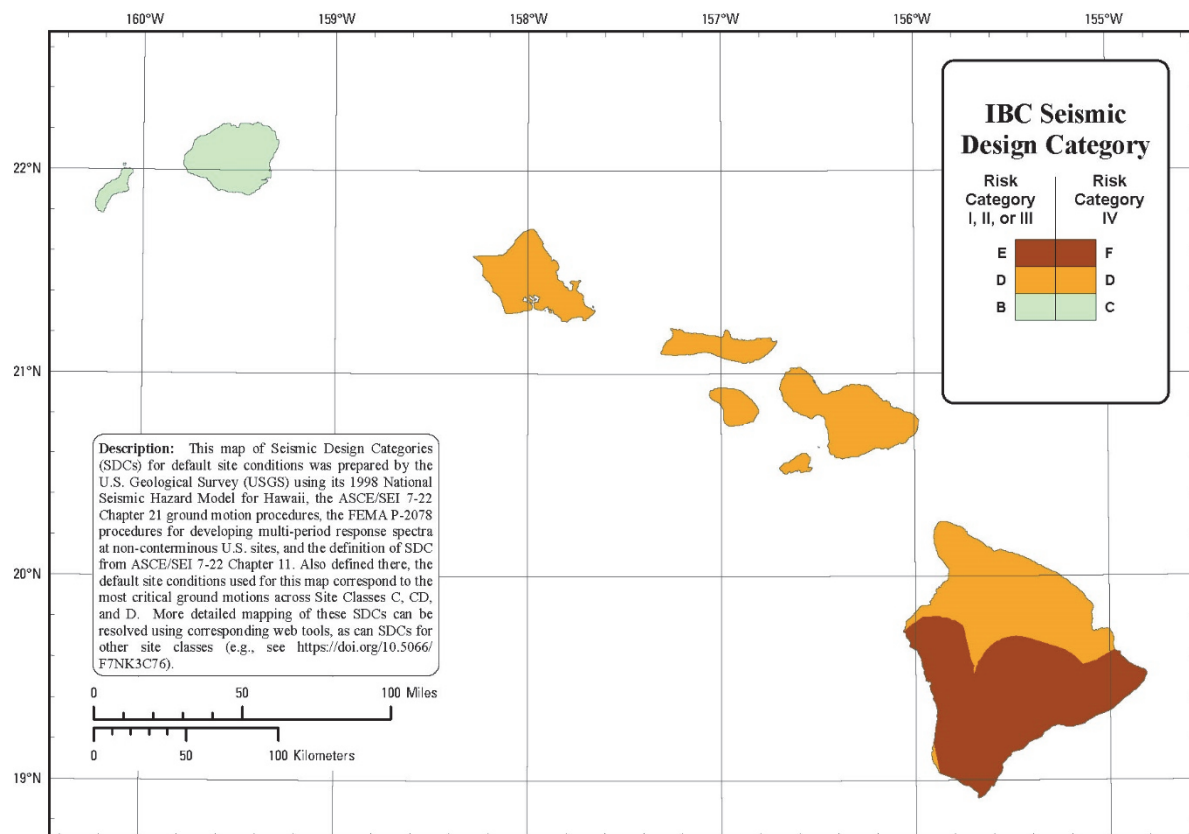 160°W 159°W 158°W 157°W 156°W 155°W
22°N
21°N
20°N
19°N
IBC Seismic
Design Category
Risk
Category
I, II, or III
Risk
Category
IV
E F
D D
B C
Description: This map of Seismic Design Categories
(SDCs) for default site conditions was prepared by the
U.S. Geological Survey (USGS) using its 1998 National
Seismic Hazard Model for Hawaii, the ASCE/SEI 7-22
Chapter 21 ground motion procedures, the FEMA P-2078
procedures for developing multi-period response spectra
at non-conterminous U.S. sites, and the definition of SDC
from ASCE/SEI 7-22 Chapter 11. Also defined there, the
default site conditions used for this map correspond to the
most critical ground motions across Site Classes C, CD,
and D. More detailed mapping of these SDCs can be
resolved using corresponding web tools, as can SDCs for
other site classes (e.g., see https://doi.org/10.5066/
F7NK3C76).
0 50 100 Miles
0 50 100 Kilometers